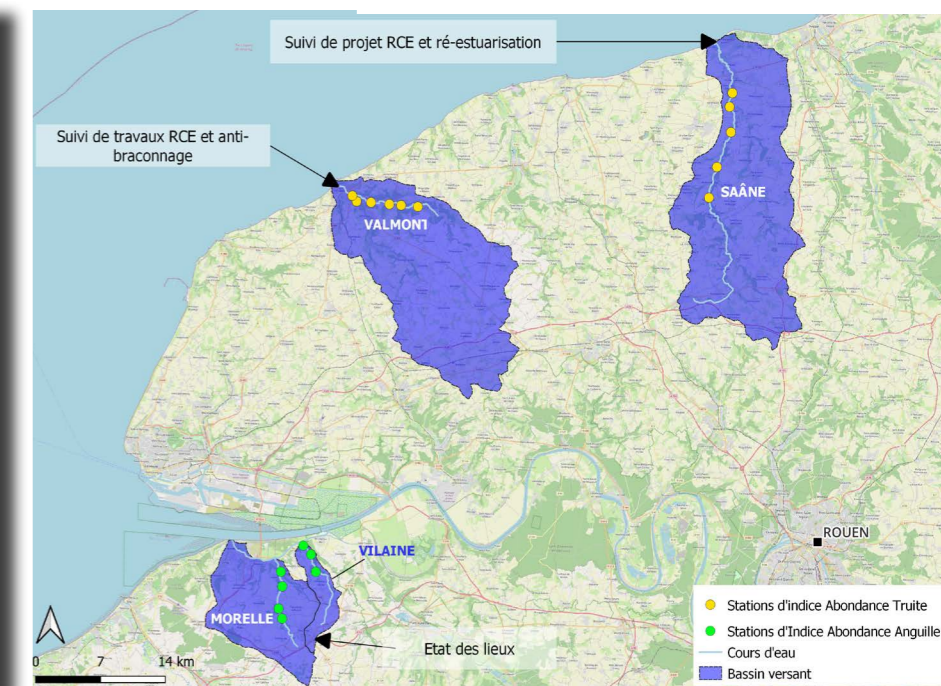 Suivi de projet RCE et ré-estuarisation
Suivi de travaux RCE et anti-
braconnage
SAÂNE
VALMONT
ROUEN
VILAINE
MORELLE
Etat des lieux
0 7 14 km
Stations d'indice Abondance Truite
Stations d'Indice Abondance Anguille
Cours d'eau
Bassin versant